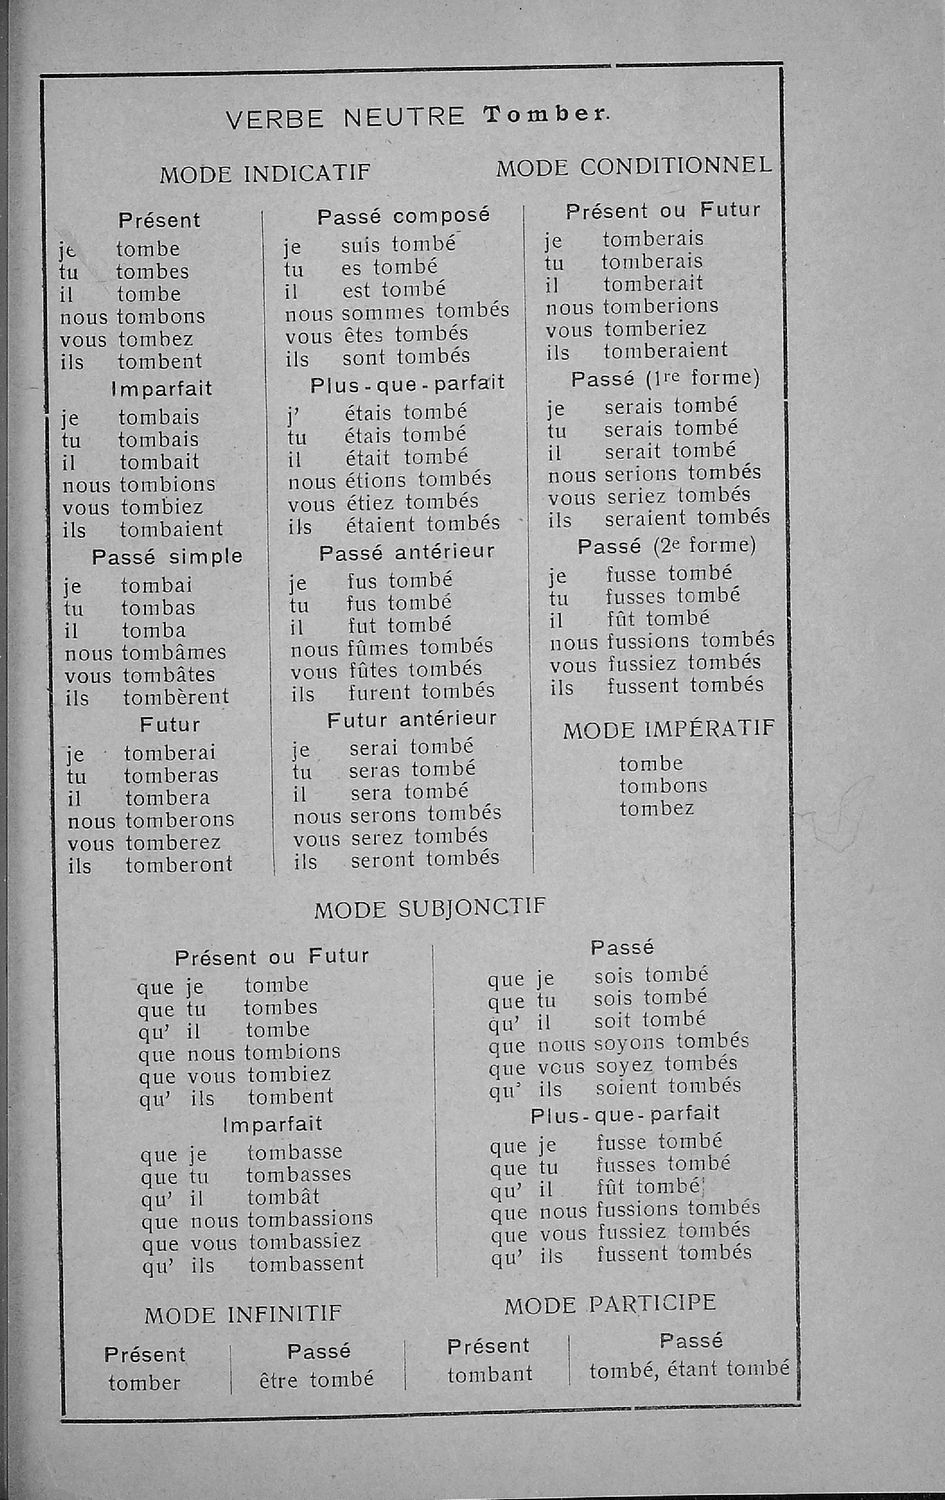 VERBE NEUTRE Tomber.
MODE INDICATIF
Présent
je tombe
tu tombes
il tombe
nous tombons
vous tombez
ils tombent
Imparfait
je tombais
tu tombais
il tombait
nous tombions
vous tombiez
ils tombaient
Passé simple
je tombai
tu tombas
il tomba
nous tombâmes
vous tombâtes
ils tombèrent
Futur
je tomberai
tu tomberas
il tombera
nous tomberons
vous tomberez
ils tomberont
Passé composé
je suis tombé
tu es tombé
il est tombé
nous sommes tombés
vous êtes tombés
ils sont tombés
Plus-que-parfait
j' étais tombé
tu étais tombé
il était tombé
nous étions tombés
vous étiez tombés
ils étaient tombés
Passé antérieur
je fus tombé
tu fus tombé
il fut tombé
nous fûmes tombés
vous fûtes tombés
ils furent tombés
Futur antérieur
je serai tombé
tu seras tombé
il sera tombé
nous serons tombés
vous serez tombés
ils seront tombés
MODE CONDITIONNEL
Présent ou Futur
je tomberais
tu tomberais
il tomberait
nous tomberions
vous tomberiez
ils tomberaient
Passé (1re forme)
je serais tombé
tu serais tombé
il serait tombé
nous serions tombés
vous seriez tombés
ils seraient tombés
Passé (2e forme)
je fusse tombé
tu fusses tombé
il fût tombé
nous fussions tombés
vous fussiez tombés
ils fussent tombés
MODE IMPÉRATIF
tombe
tombons
tombez
MODE SUBJONCTIF
Présent ou Futur
que je tombe
que tu tombes
qu' il tombe
que nous tombions
que vous tombiez
qu' ils tombent
Imparfait
que je tombasse
que tu tombasses
qu' il tombât
que nous tombassions
que vous tombassiez
qu' ils tombassent
Passé
que je sois tombé
que tu sois tombé
qu' il soit tombé
que nous soyons tombés
que vous soyez tombés
qu' ils soient tombés
Plus-que-parfait
que je fusse tombé
que tu fusses tombé
qu' il fût tombé
que nous fussions tombés
que vous fussiez tombés
qu' ils fussent tombés
MODE INFINITIF
Présent
tomber
Passé
être tombé
MODE PARTICIPE
Présent
tombant
Passé
tombé, étant tombé